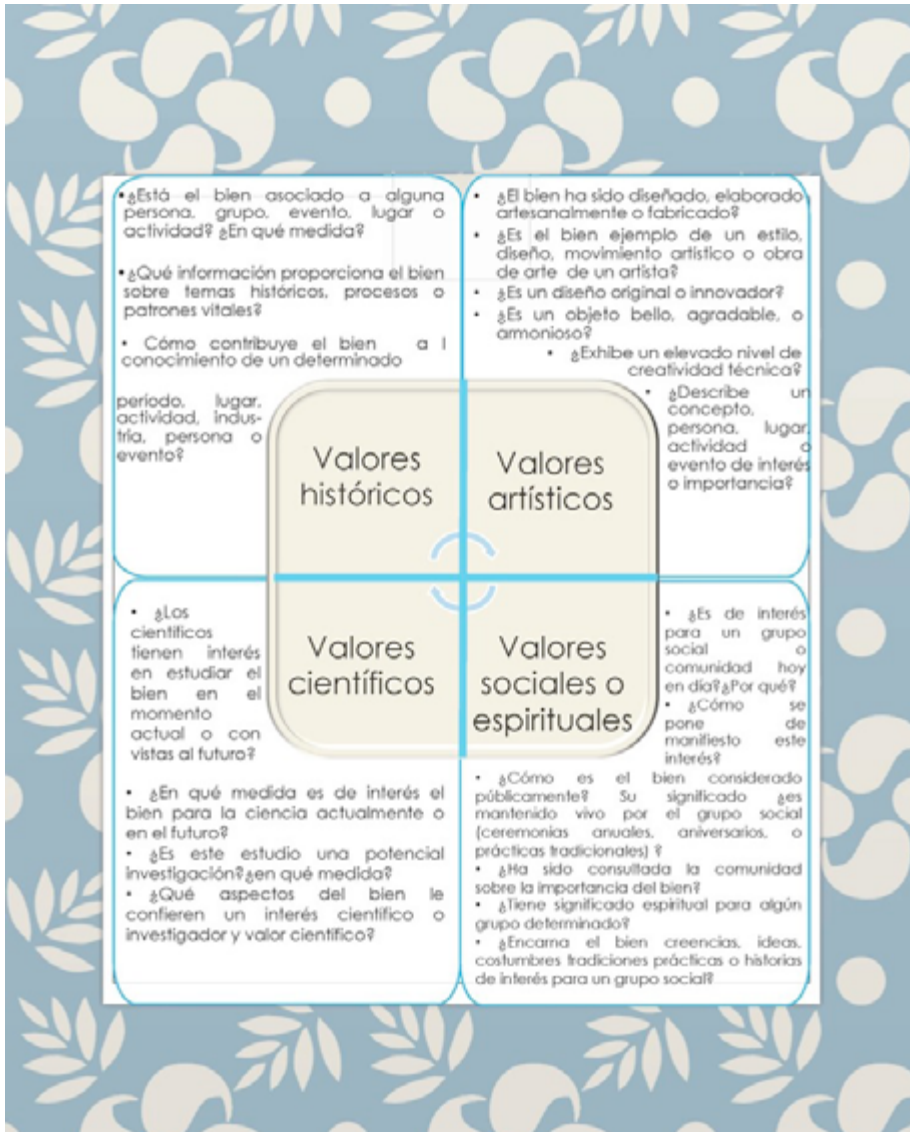 •¿Está el bien asociado a alguna
persona, grupo, evento, lugar o
actividad? ¿En qué medida?
•¿Qué información proporciona el bien
sobre temas históricos, procesos o
patrones vitales?
• Cómo contribuye el bien a l
conocimiento de un determinado
período, lugar,
actividad, indus-
tria, persona o
evento?
• ¿El bien ha sido diseñado, elaborado
artesanalmente o fabricado?
• ¿Es el bien ejemplo de un estilo,
diseño, movimiento artístico o obra
de arte de un artista?
• ¿Es un diseño original o innovador?
• ¿Es un objeto bello, agradable, o
armonioso?
• ¿Exhibe un elevado nivel de
creatividad técnica?
• ¿Describe un
concepto,
persona, lugar,
actividad o
evento de interés
o importancia?
Valores
históricos
Valores
artísticos
Valores
científicos
Valores
sociales o
espirituales
• ¿Los
científicos
tienen interés
en estudiar el
bien en el
momento
actual o con
vistas al futuro?
• ¿En qué medida es de interés el
bien para la ciencia actualmente o
en el futuro?
• ¿Es este estudio una potencial
investigación?¿en qué medida?
• ¿Qué aspectos del bien le
confieren un interés científico o
investigador y valor científico?
• ¿Es de interés
para un grupo
social o
comunidad hoy
en día?¿Por qué?
• ¿Cómo se
pone de
manifiesto este
interés?
• ¿Cómo es el bien considerado
públicamente? Su significado ¿es
mantenido vivo por el grupo social
(ceremonias anuales, aniversarios, o
prácticas tradicionales) ?
• ¿Ha sido consultada la comunidad
sobre la importancia del bien?
• ¿Tiene significado espiritual para algún
grupo determinado?
• ¿Encarna el bien creencias, ideas,
costumbres tradiciones prácticas o historias
de interés para un grupo social?